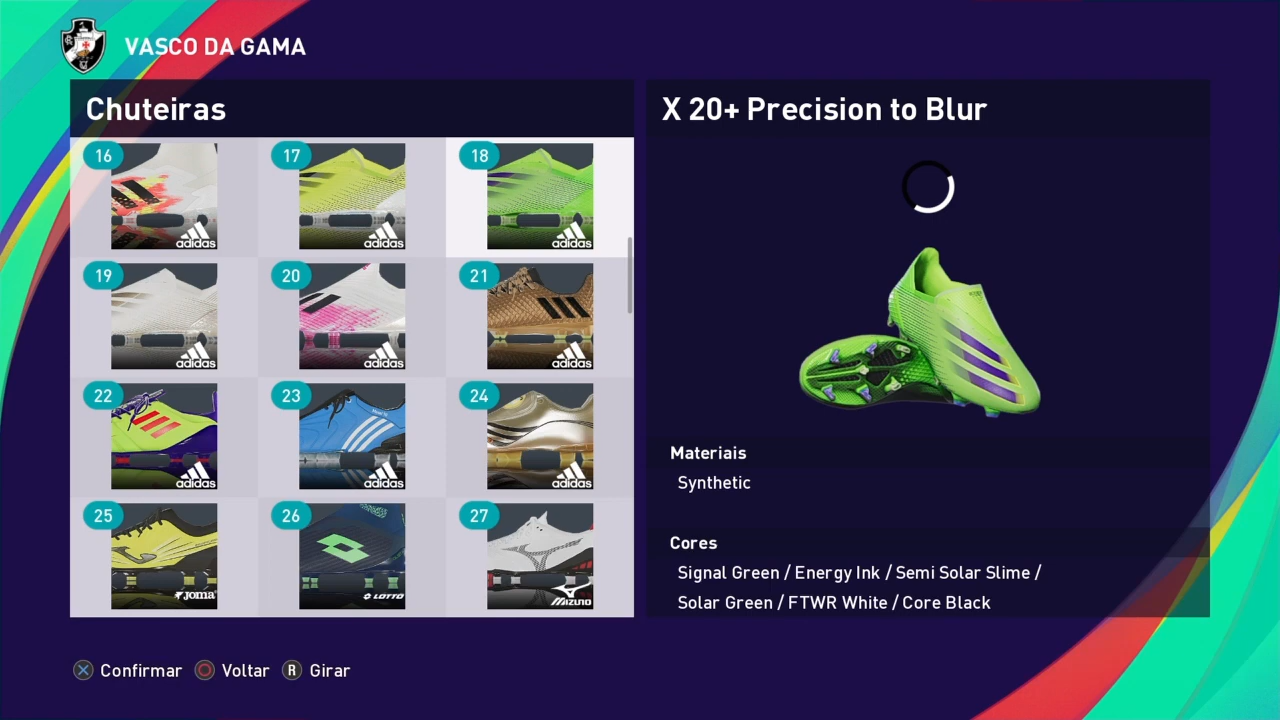 VASCO DA GAMA
Chuteiras
16
adidas
17
adidas
18
adidas
19
adidas
20
adidas
21
adidas
22
adidas
23
adidas
24
adidas
25
Joma
26
LOTTO
27
MIZUNO
X 20+ Precision to Blur
Materiais
Synthetic
Cores
Signal Green / Energy Ink / Semi Solar Slime /
Solar Green / FTWR White / Core Black
Confirmar
Voltar
R
Girar